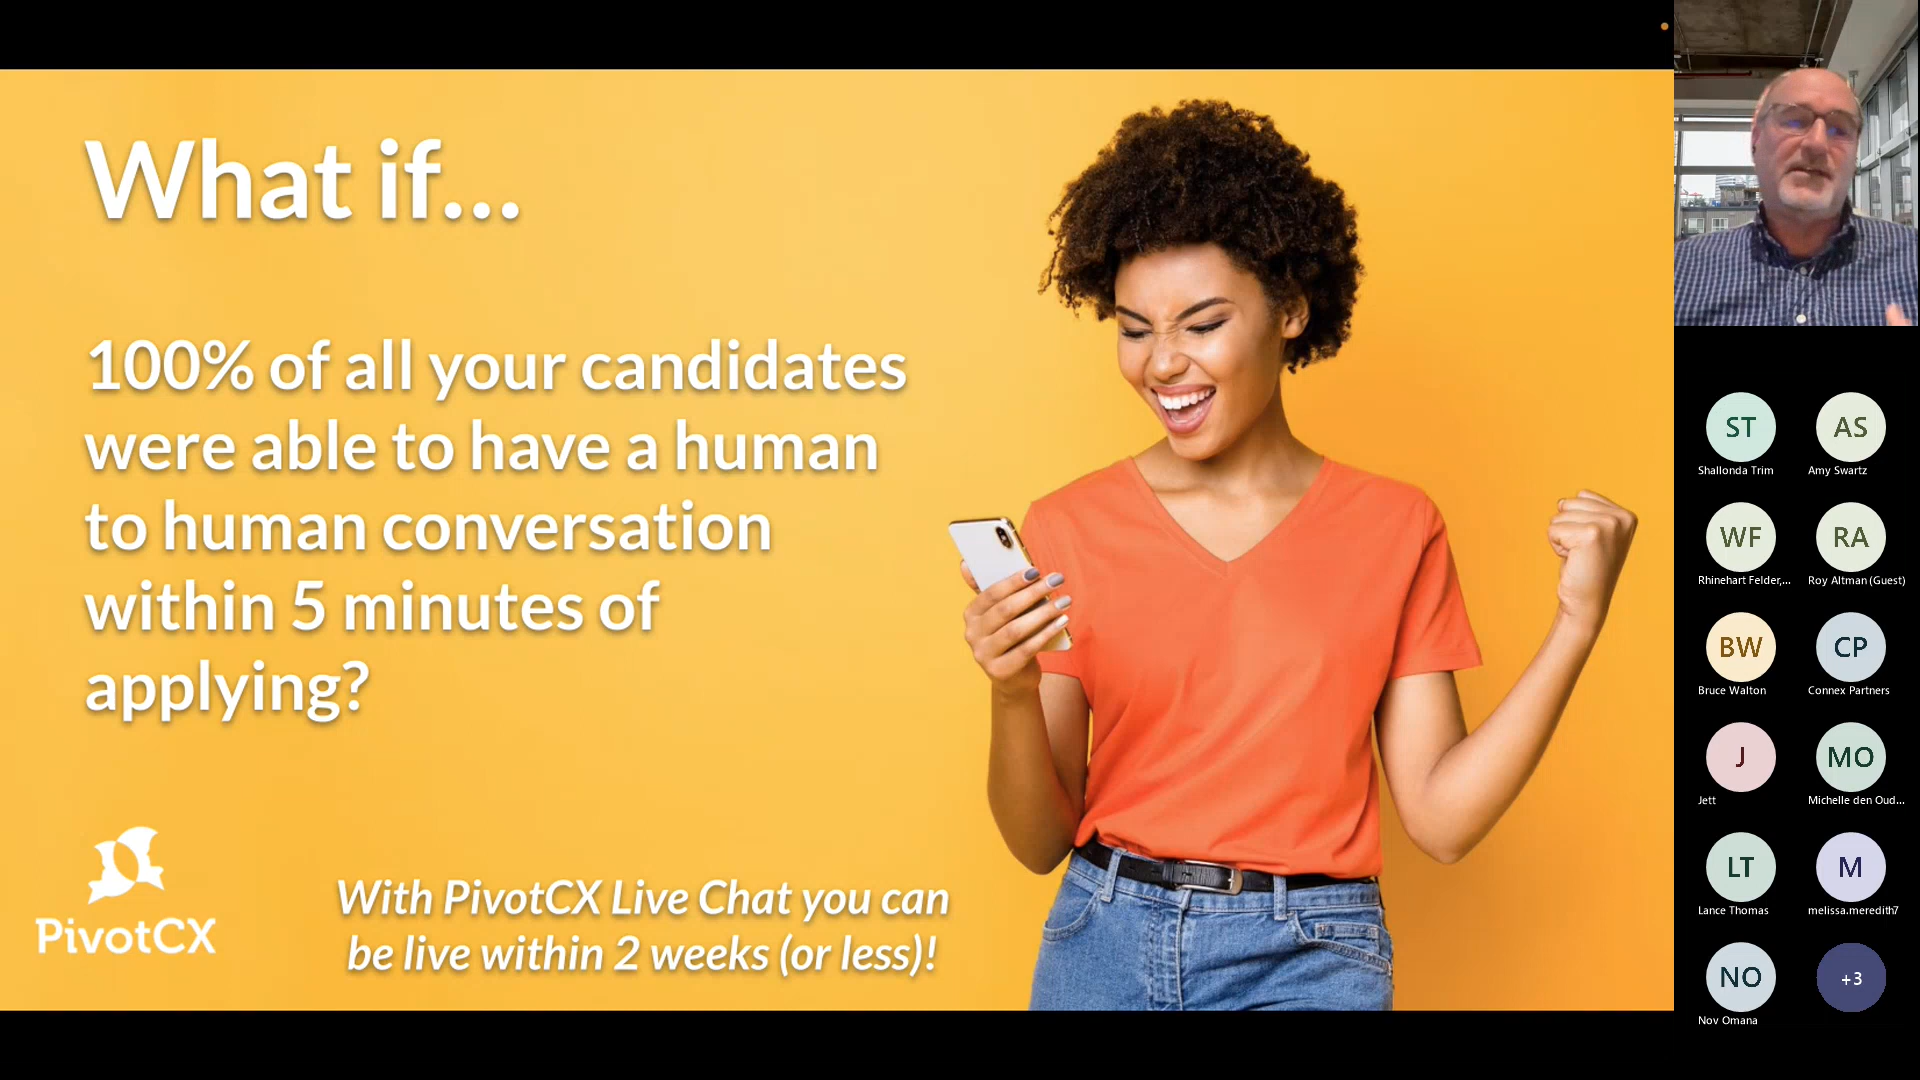 What if...
100% of all your candidates
were able to have a human
to human conversation
within 5 minutes of
applying?
PivotCX
With PivotCX Live Chat you can
be live within 2 weeks (or less)!
ST
Shallonda Trim
AS
Amy Swartz
WF
Rhinehart Felder,...
RA
Roy Altman (Guest)
BW
Bruce Walton
CP
Connex Partners
J
Jett
MO
Michelle den Oud...
LT
Lance Thomas
M
melissa.meredith7
NO
Nov Omana
+3